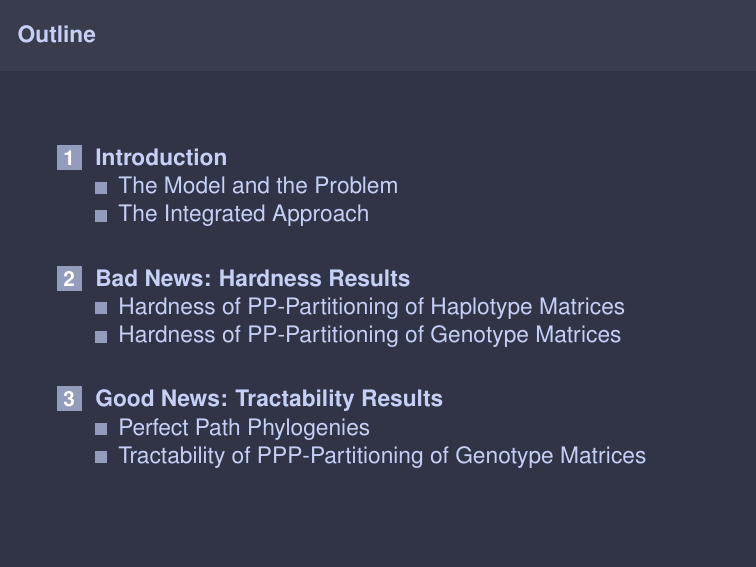 Outline
1 Introduction
The Model and the Problem
The Integrated Approach
2 Bad News: Hardness Results
Hardness of PP-Partitioning of Haplotype Matrices
Hardness of PP-Partitioning of Genotype Matrices
3 Good News: Tractability Results
Perfect Path Phylogenies
Tractability of PPP-Partitioning of Genotype Matrices